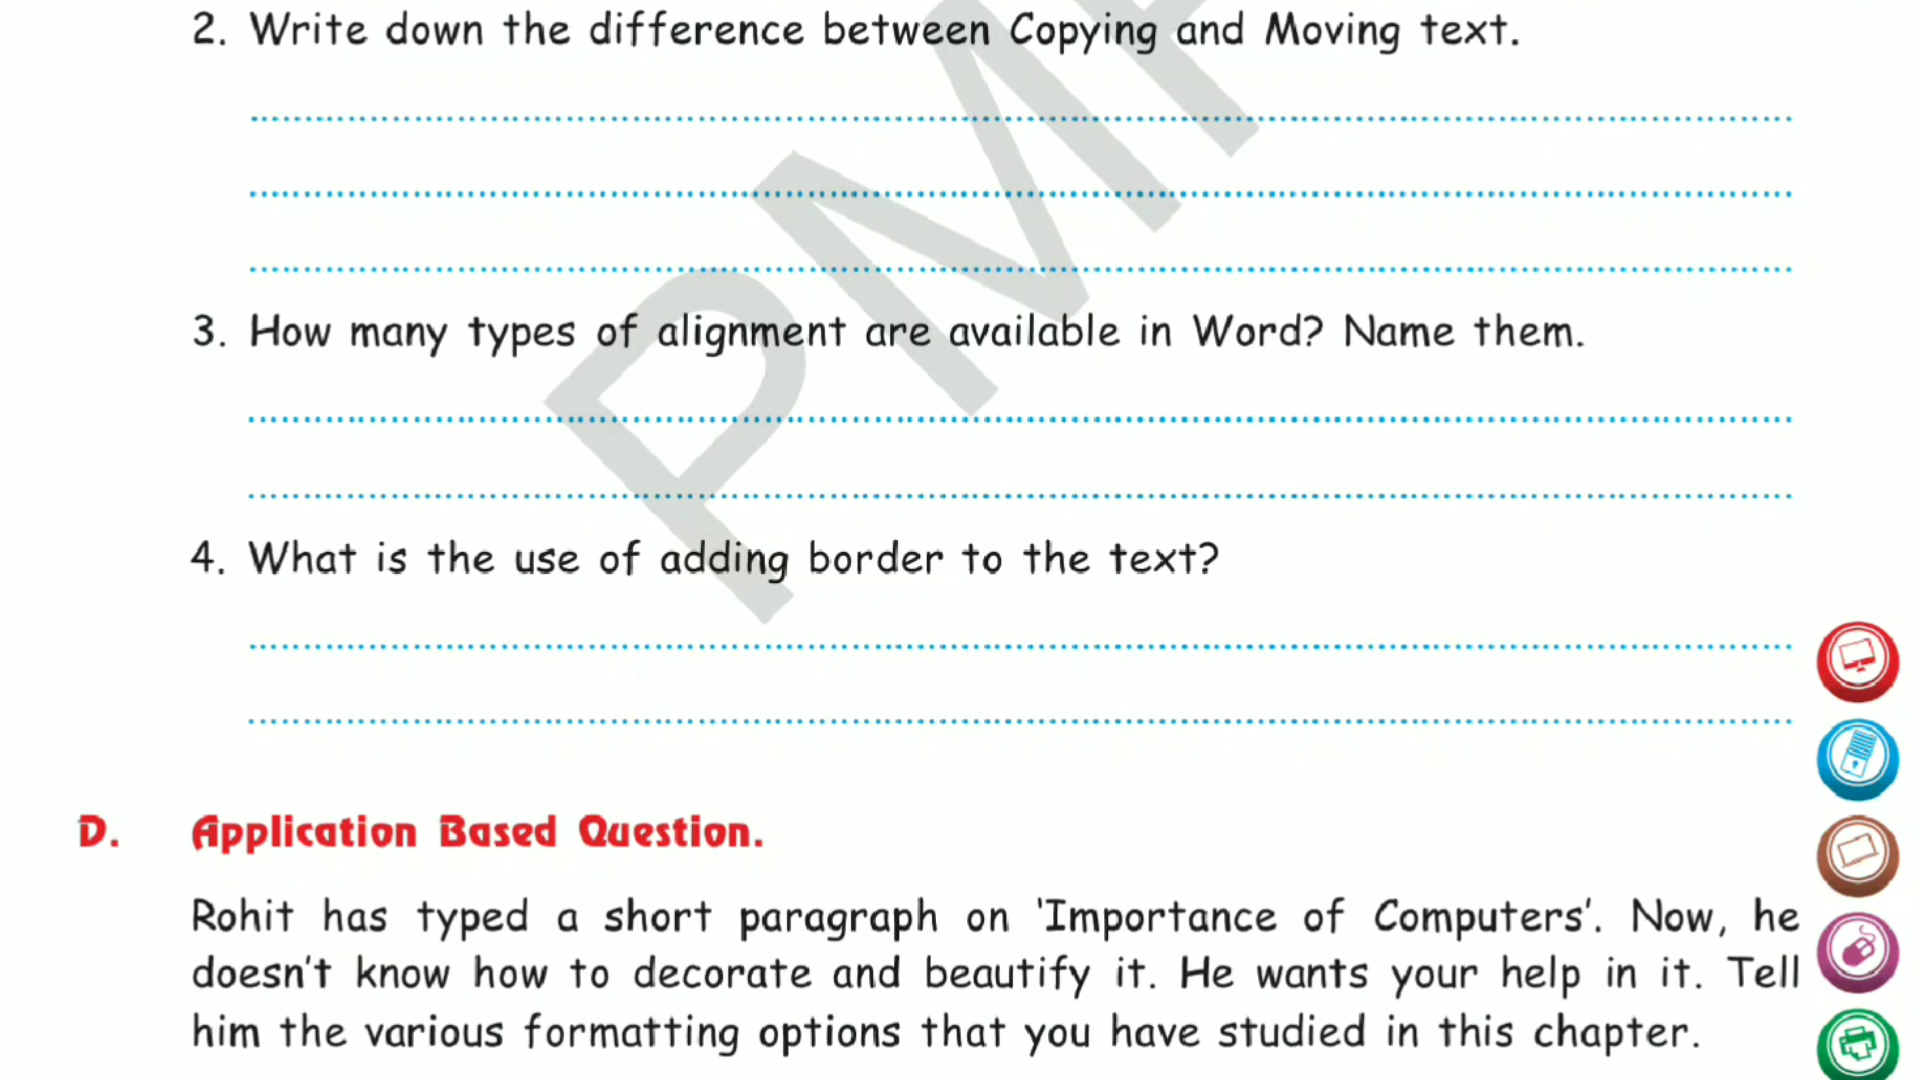 2. Write down the difference between Copying and Moving text.
3. How many types of alignment are available in Word? Name them.
4. What is the use of adding border to the text?
D. Application Based Question.
Rohit has typed a short paragraph on 'Importance of Computers'. Now, he
doesn't know how to decorate and beautify it. He wants your help in it. Tell
him the various formatting options that you have studied in this chapter.